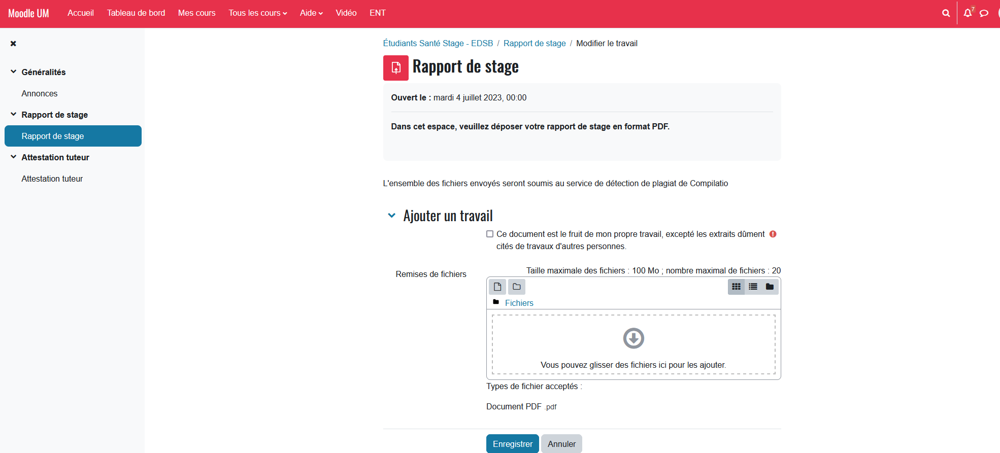 Moodle UM
Accueil
Tableau de bord
Mes cours
Tous les cours
Aide
Vidéo
ENT
7
Généralités
Annonces
Rapport de stage
Rapport de stage
Attestation tuteur
Attestation tuteur
Étudiants Santé Stage - EDSB / Rapport de stage / Modifier le travail
Rapport de stage
Ouvert le : mardi 4 juillet 2023, 00:00
Dans cet espace, veuillez déposer votre rapport de stage en format PDF.
L'ensemble des fichiers envoyés seront soumis au service de détection de plagiat de Compilatio
Ajouter un travail
Ce document est le fruit de mon propre travail, excepté les extraits dûment
cités de travaux d'autres personnes.
Remises de fichiers
Taille maximale des fichiers : 100 Mo ; nombre maximal de fichiers : 20
Fichiers
Vous pouvez glisser des fichiers ici pour les ajouter.
Types de fichier acceptés :
Document PDF .pdf
Enregistrer
Annuler